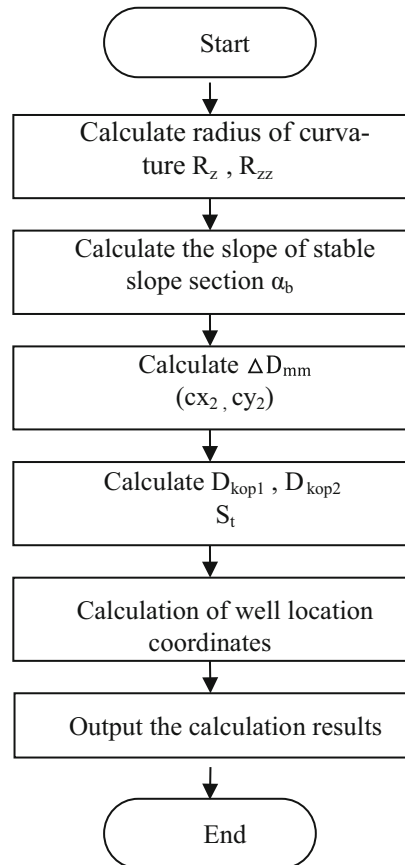 Start
Calculate radius of curva-
ture R_z , R_zz
Calculate the slope of stable
slope section α_b
Calculate △D_mm
(cx_2 , cy_2)
Calculate D_kop1 , D_kop2
S_t
Calculation of well location
coordinates
Output the calculation results
End